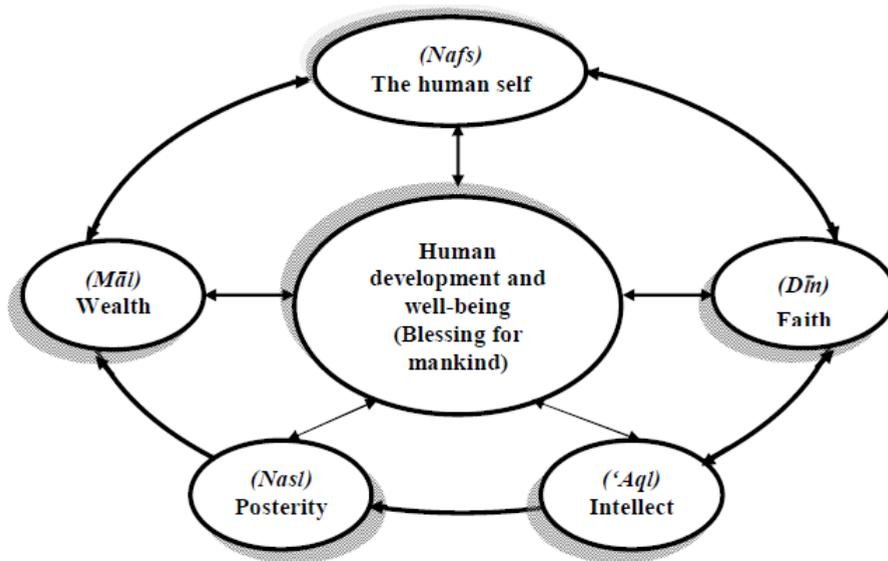 (Nafs)
The human self
Human
development and
well-being
(Blessing for
mankind)
(Māl)
Wealth
(Dīn)
Faith
(Nasl)
Posterity
(‘Aql)
Intellect